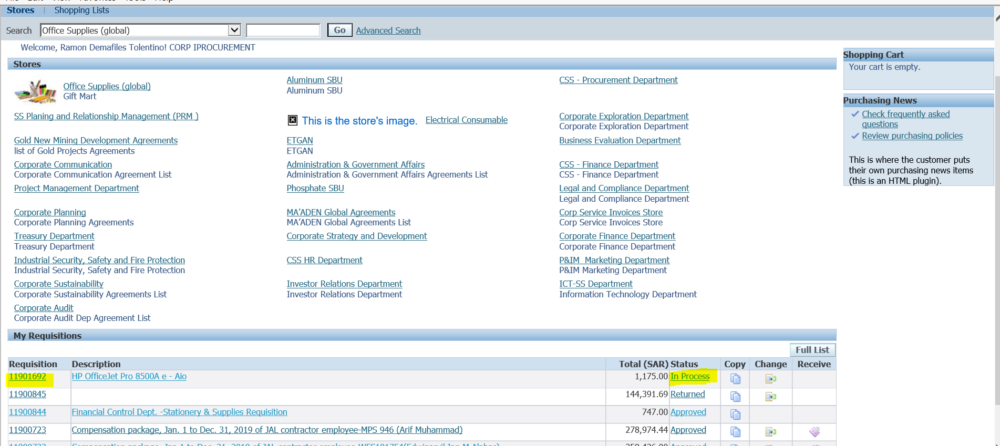 Stores | Shopping Lists
Search Office Supplies (global) Go Advanced Search
Welcome, Ramon Demafiles Tolentino! CORP IPROCUREMENT
Stores
Office Supplies (global)
Gift Mart
Aluminum SBU
Aluminum SBU
CSS - Procurement Department
SS Planing and Relationship Management (PRM )
This is the store's image. Electrical Consumable
Corporate Exploration Department
Corporate Exploration Department
Gold New Mining Development Agreements
list of Gold Projects Agreements
ETGAN
ETGAN
Business Evaluation Department
Corporate Communication
Corporate Communication Agreement List
Administration & Government Affairs
Administration & Government Affairs Agreements List
CSS - Finance Department
CSS - Finance Department
Project Management Department
Phosphate SBU
Legal and Compliance Department
Legal and Compliance Department
Corporate Planning
Corporate Planning Agreements
MA’ADEN Global Agreements
MA’ADEN Global Agreements List
Corp Service Invoices Store
Corp Service Invoices Store
Treasury Department
Treasury Department
Corporate Strategy and Development
Corporate Finance Department
Corporate Finance Department
Industrial Security, Safety and Fire Protection
Industrial Security, Safety and Fire Protection
CSS HR Department
P&IM  Marketing Department
P&IM Marketing Department
Corporate Sustainability
Corporate Sustainability Agreements List
Investor Relations Department
Investor Relations Department
ICT-SS Department
Information Technology Department
Corporate Audit
Corporate Audit Dep Agreement List
Shopping Cart
Your cart is empty.
Purchasing News
Check frequently asked
questions
Review purchasing policies
This is where the customer puts
their own purchasing news items
(this is an HTML plugin).
My Requisitions
Full List
Requisition Description Total (SAR) Status Copy Change Receive
11901692 HP OfficeJet Pro 8500A e - Aio 1,175.00 In Process
11900845 144,391.69 Returned
11900844 Financial Control Dept. -Stationery & Supplies Requisition 747.00 Approved
11900723 Compensation package, Jan. 1 to Dec. 31, 2019 of JAL contractor employee-MPS 946 (Arif Muhammad) 278,974.44 Approved